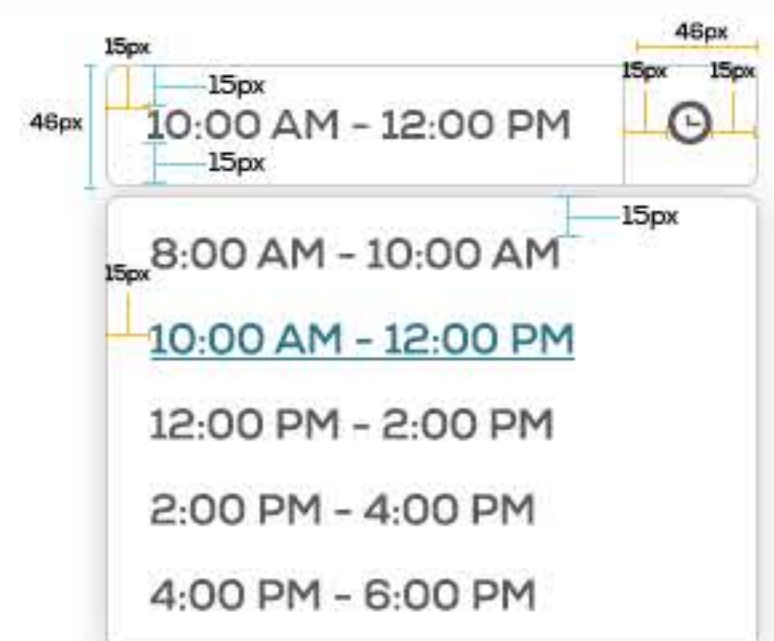 46px
15px
15px 15px
15px
46px
10:00 AM - 12:00 PM
15px
15px
8:00 AM - 10:00 AM
15px
10:00 AM - 12:00 PM
12:00 PM - 2:00 PM
2:00 PM - 4:00 PM
4:00 PM - 6:00 PM